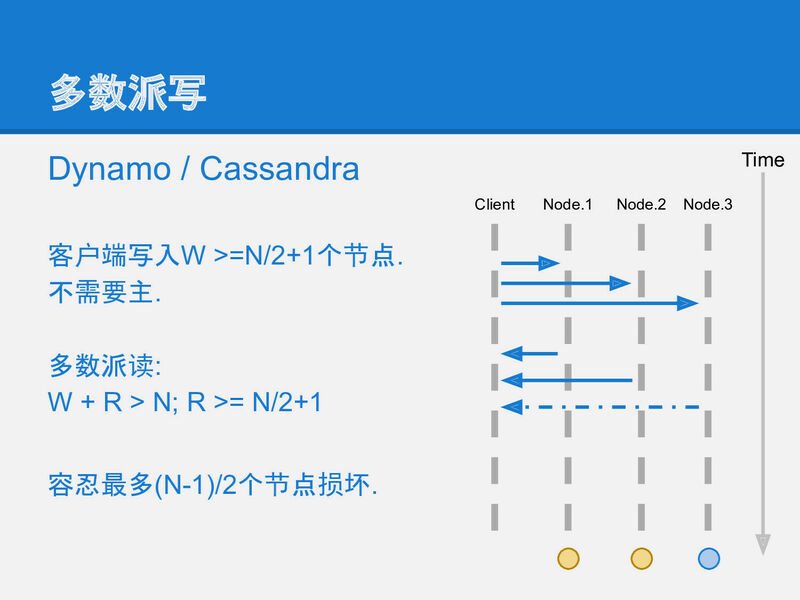 多数派写
Dynamo / Cassandra
客户端写入W >=N/2+1个节点.
不需要主.
多数派读:
W + R > N; R >= N/2+1
容忍最多(N-1)/2个节点损坏.
Time
Client Node.1 Node.2 Node.3